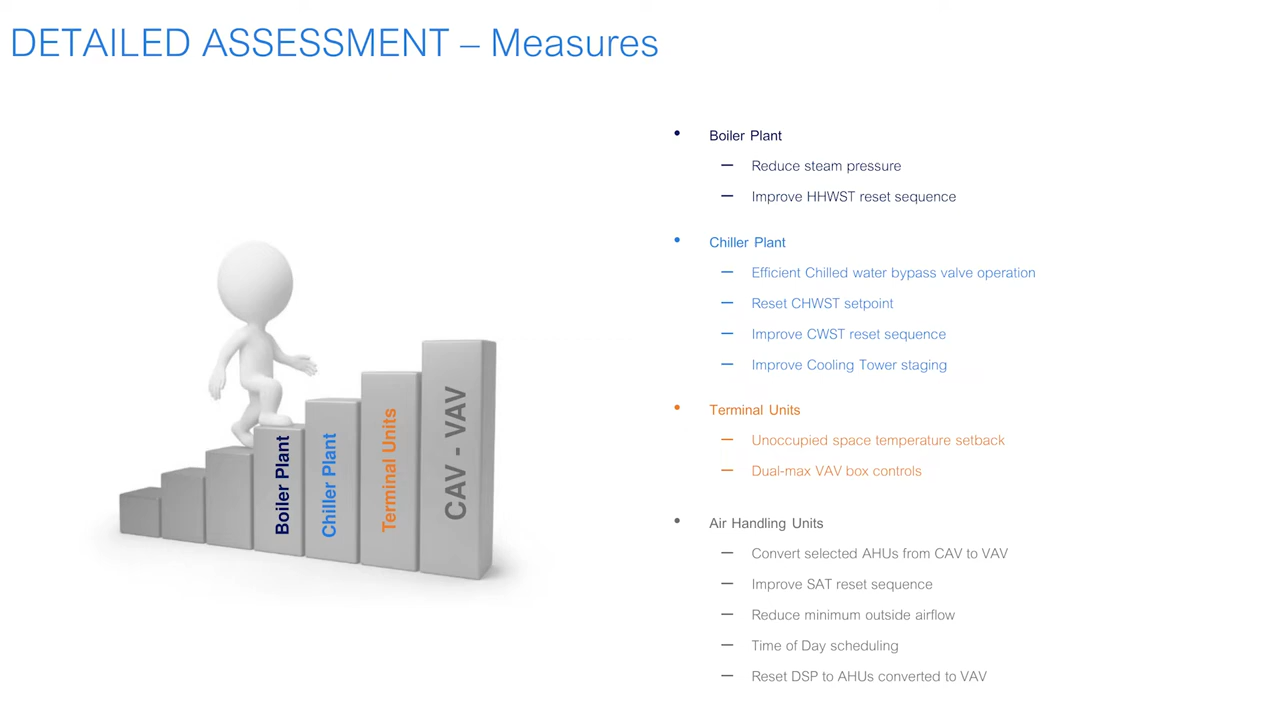 DETAILED ASSESSMENT – Measures
Boiler Plant
Chiller Plant
Terminal Units
CAV - VAV
• Boiler Plant
– Reduce steam pressure
– Improve HHWST reset sequence
• Chiller Plant
– Efficient Chilled water bypass valve operation
– Reset CHWST setpoint
– Improve CWST reset sequence
– Improve Cooling Tower staging
• Terminal Units
– Unoccupied space temperature setback
– Dual-max VAV box controls
• Air Handling Units
– Convert selected AHUs from CAV to VAV
– Improve SAT reset sequence
– Reduce minimum outside airflow
– Time of Day scheduling
– Reset DSP to AHUs converted to VAV